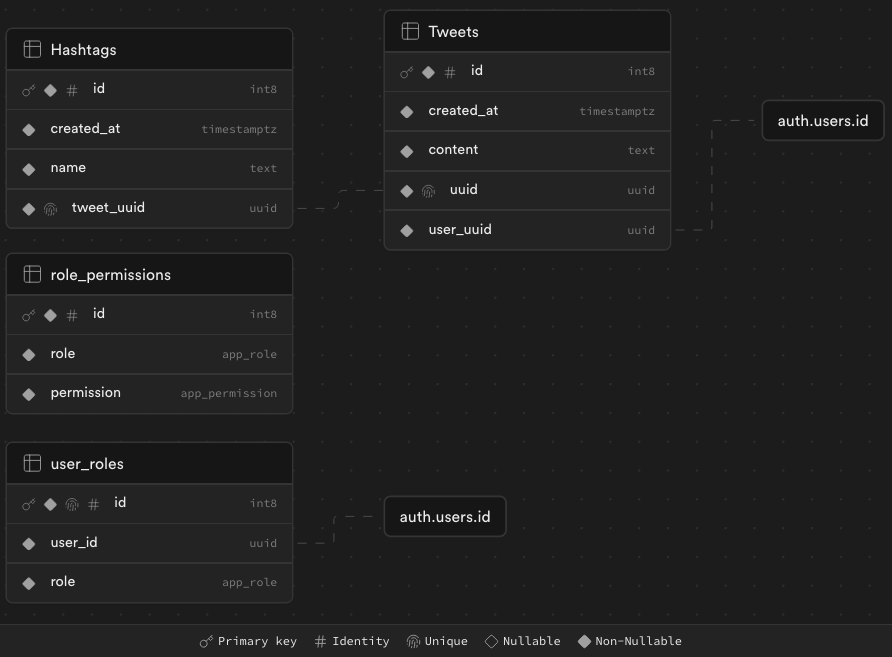 Hashtags
id int8
created_at timestamptz
name text
tweet_uuid uuid
Tweets
id int8
created_at timestamptz
content text
uuid uuid
user_uuid uuid
auth.users.id
role_permissions
id int8
role app_role
permission app_permission
user_roles
id int8
user_id uuid
role app_role
auth.users.id
Primary key Identity Unique Nullable Non-Nullable